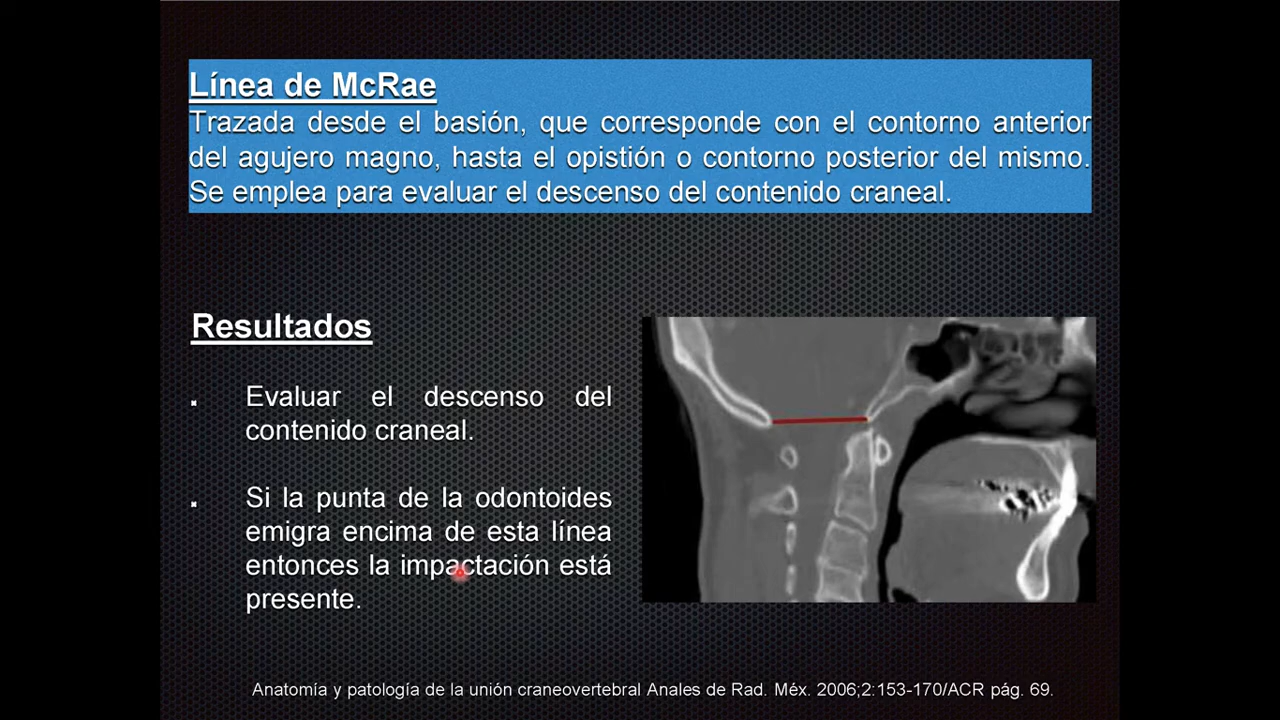 Línea de McRae
Trazada desde el basión, que corresponde con el contorno anterior
del agujero magno, hasta el opistión o contorno posterior del mismo.
Se emplea para evaluar el descenso del contenido craneal.
Resultados
Evaluar el descenso del
contenido craneal.
Si la punta de la odontoides
emigra encima de esta línea
entonces la impactación está
presente.
Anatomía y patología de la unión craneovertebral Anales de Rad. Méx. 2006;2:153-170/ACR pág. 69.